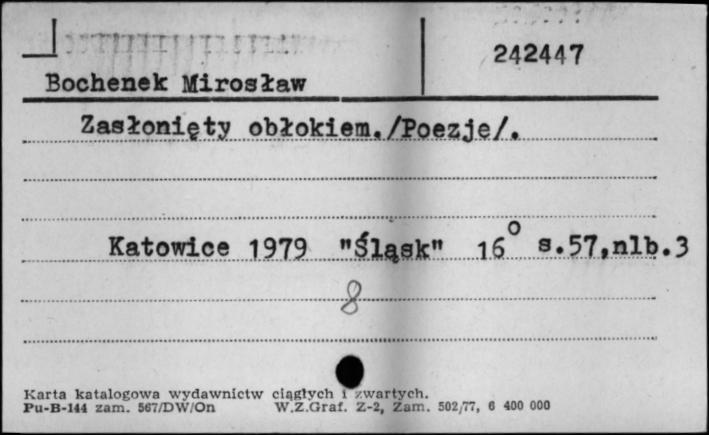 242447
Bochenek Mirosław
Zasłonięty obłokiem./Poezje/.
Katowice 1979 "Śląsk" 16° s.57,nlb.3
8
Karta katalogowa wydawnictw ciągłych i zwartych.
Pu-B-144 zam. 567/DW/On W.Z.Graf. Z-2, Zam. 502/77, 6 400 000